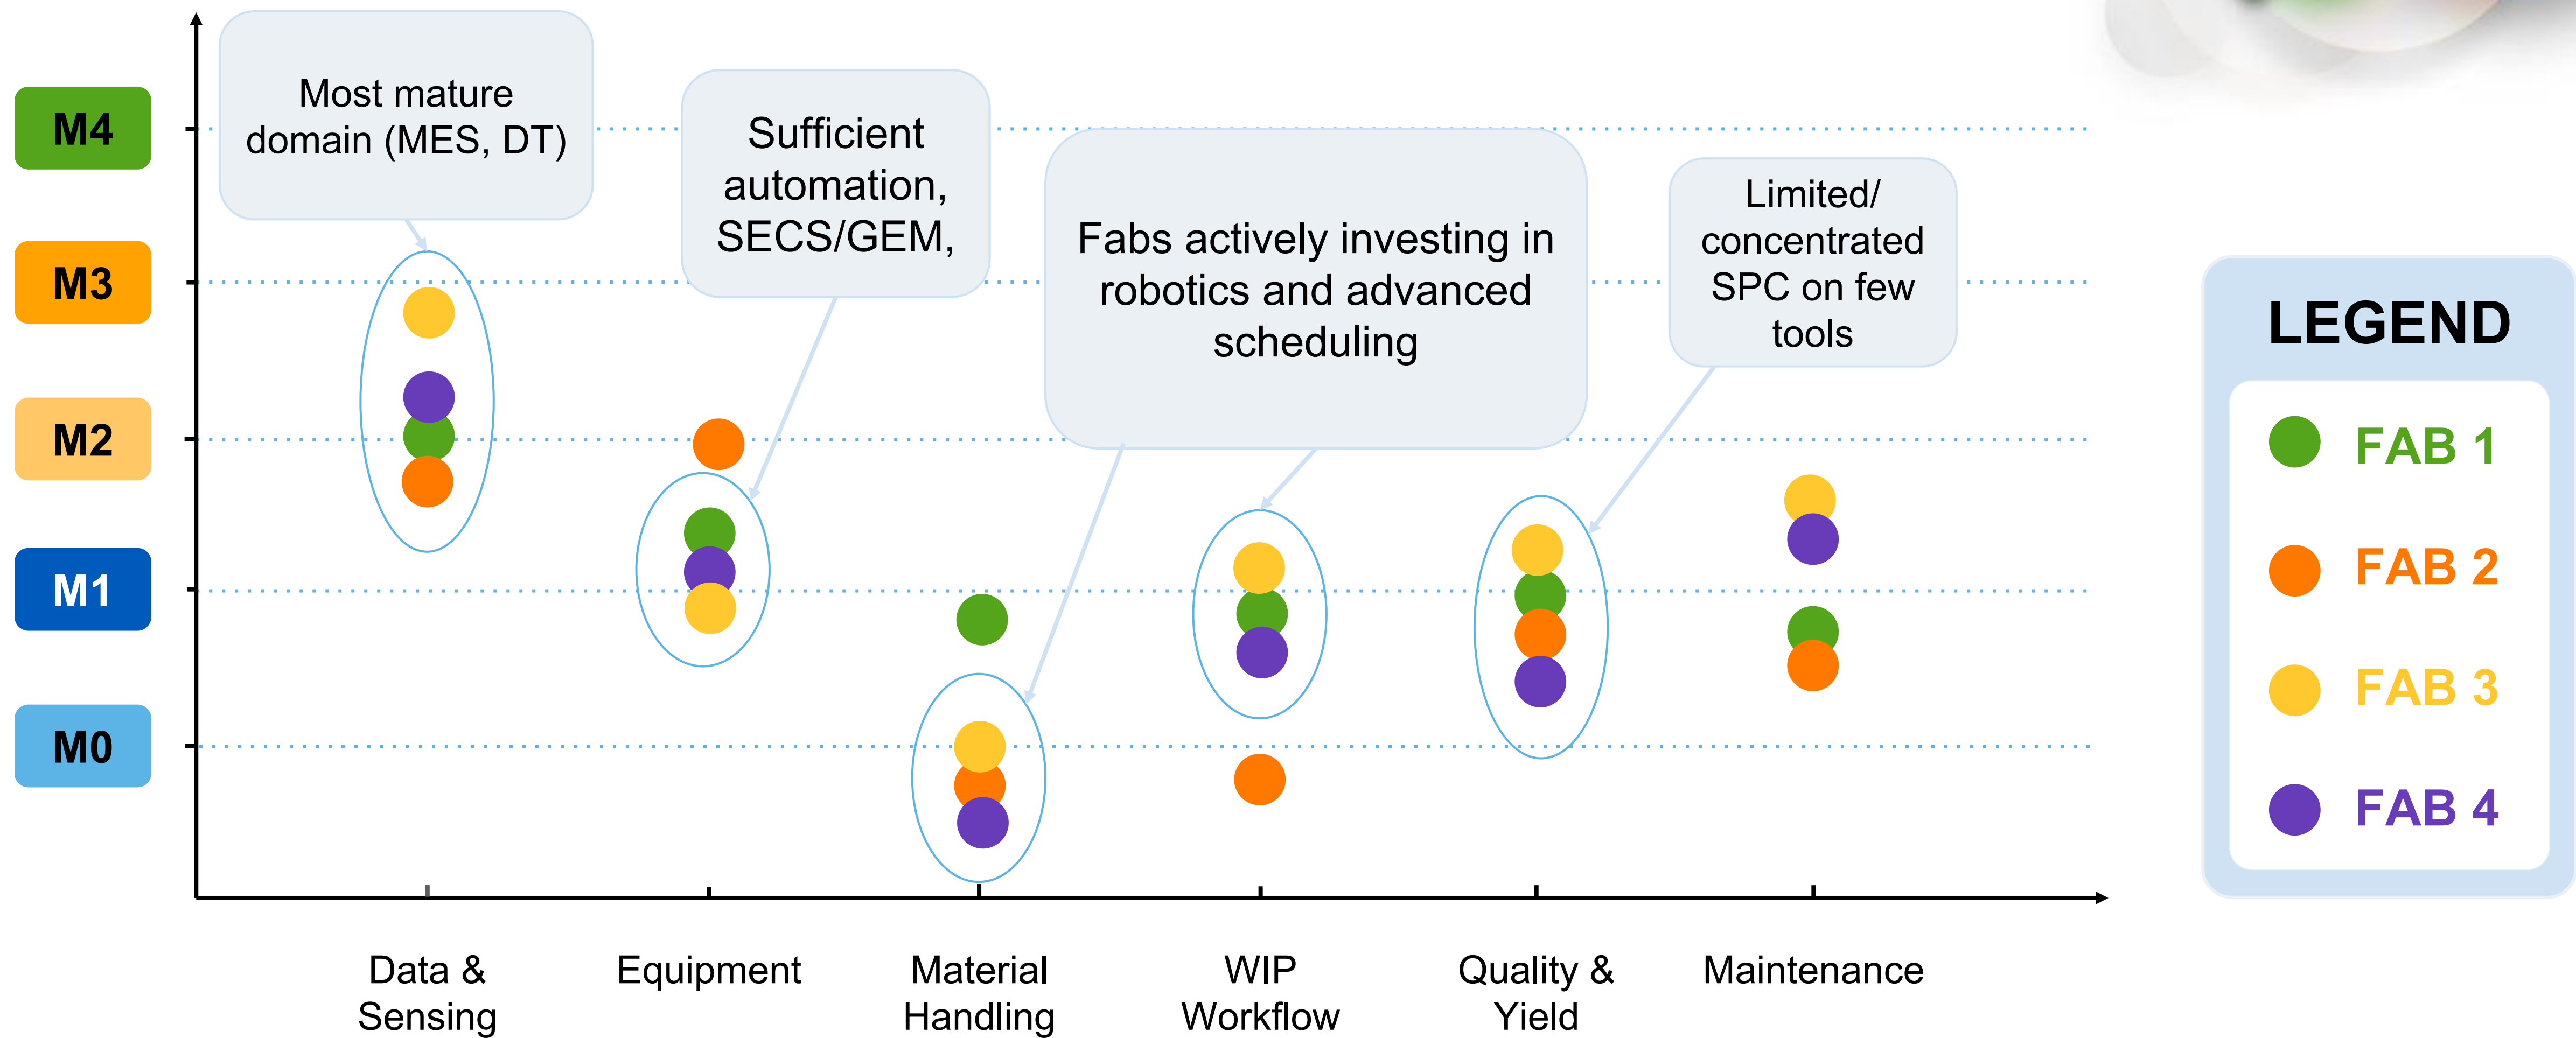 Most mature
domain (MES, DT)
Sufficient
automation,
SECS/GEM,
Fabs actively investing in
robotics and advanced
scheduling
Limited/
concentrated
SPC on few
tools
M4
M3
M2
M1
M0
LEGEND
FAB 1
FAB 2
FAB 3
FAB 4
Data &
Sensing
Equipment
Material
Handling
WIP
Workflow
Quality &
Yield
Maintenance